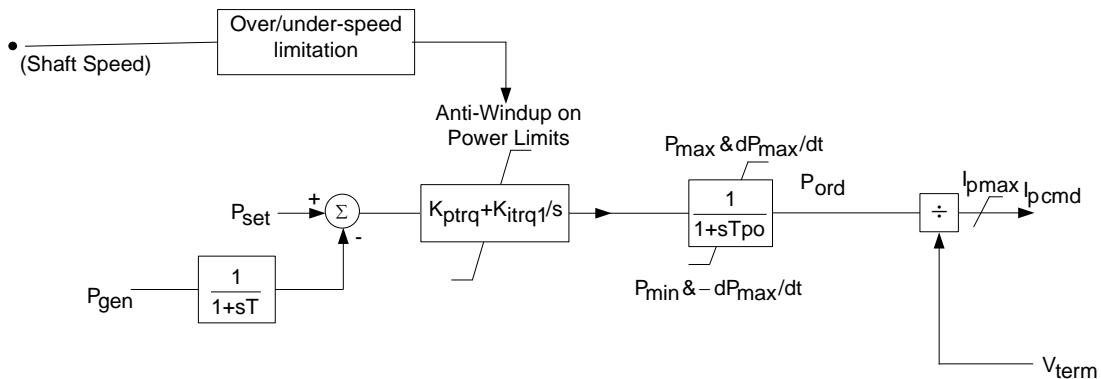 Over/under-speed
limitation
(Shaft Speed)
Anti-Windup on
Power Limits
Pmax & dPmax/dt
Pord
Ipmax
Ipcmd
Pset
+
Σ
-
Kptrq+Kitrq1/s
1
1+sTpo
÷
Pmin & –dPmax/dt
Pgen
1
1+sT
Vterm